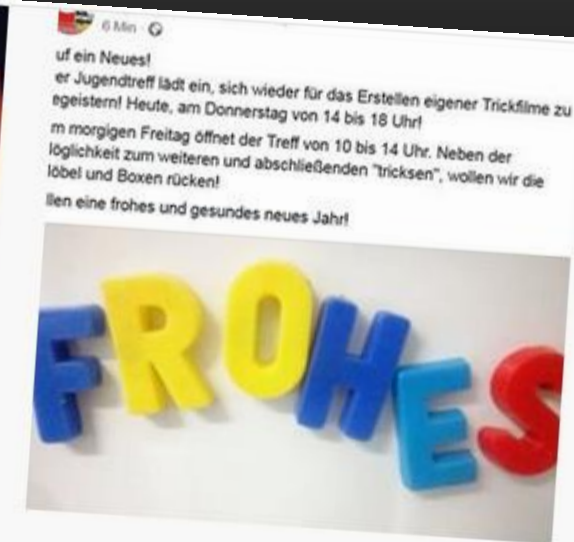 6 Min
uf ein Neues!
er Jugendtreff lädt ein, sich wieder für das Erstellen eigener Trickfilme zu
egeistern! Heute, am Donnerstag von 14 bis 18 Uhr!
m morgigen Freitag öffnet der Treff von 10 bis 14 Uhr. Neben der
löglichkeit zum weiteren und abschließenden "tricksen", wollen wir die
löbel und Boxen rücken!
llen eine frohes und gesundes neues Jahr!
FROHES